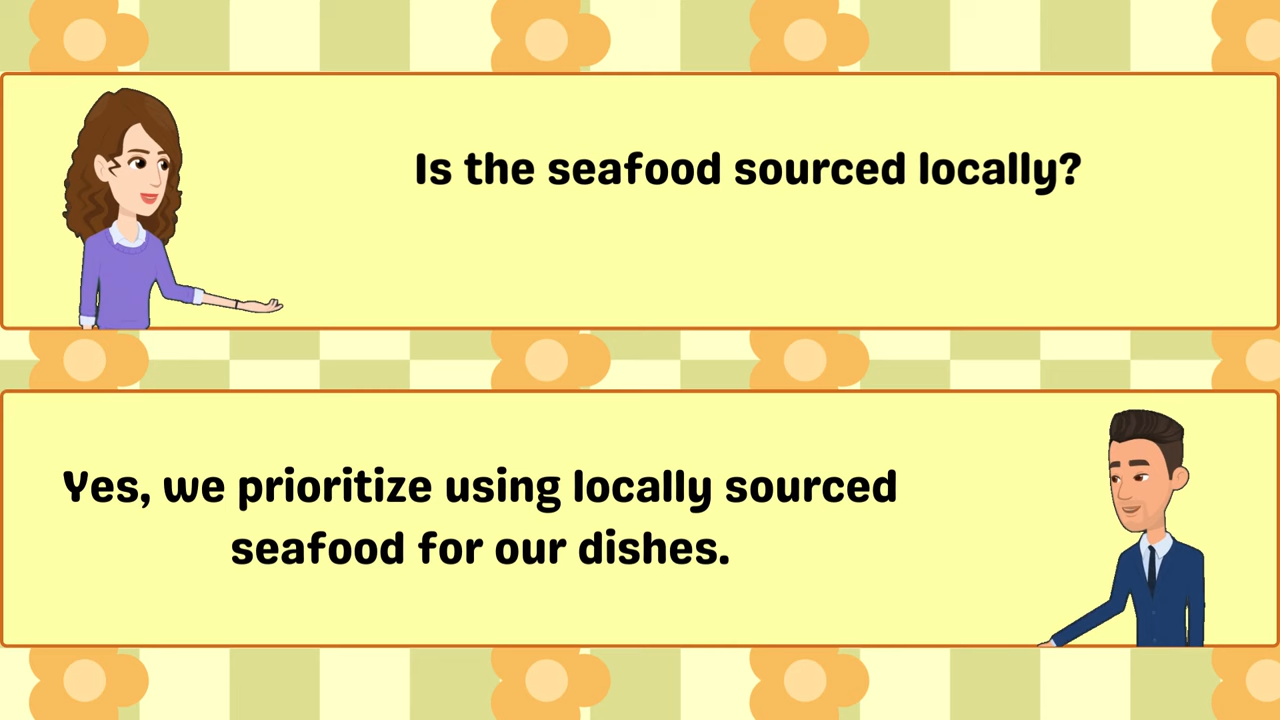 Is the seafood sourced locally?
Yes, we prioritize using locally sourced
seafood for our dishes.